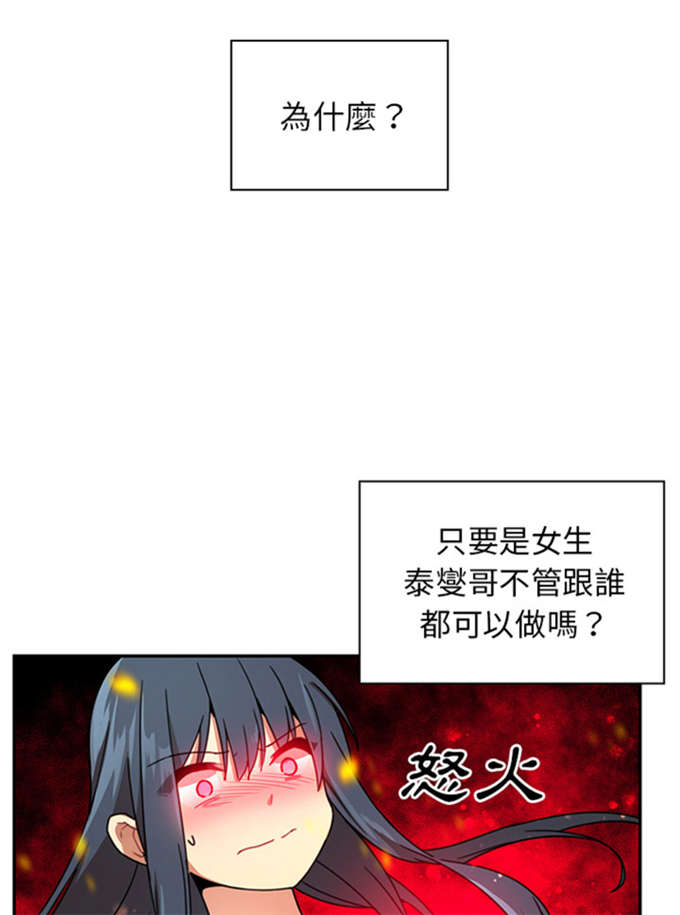 為什麼？
只要是女生
泰燮哥不管跟誰
都可以做嗎？
怒火